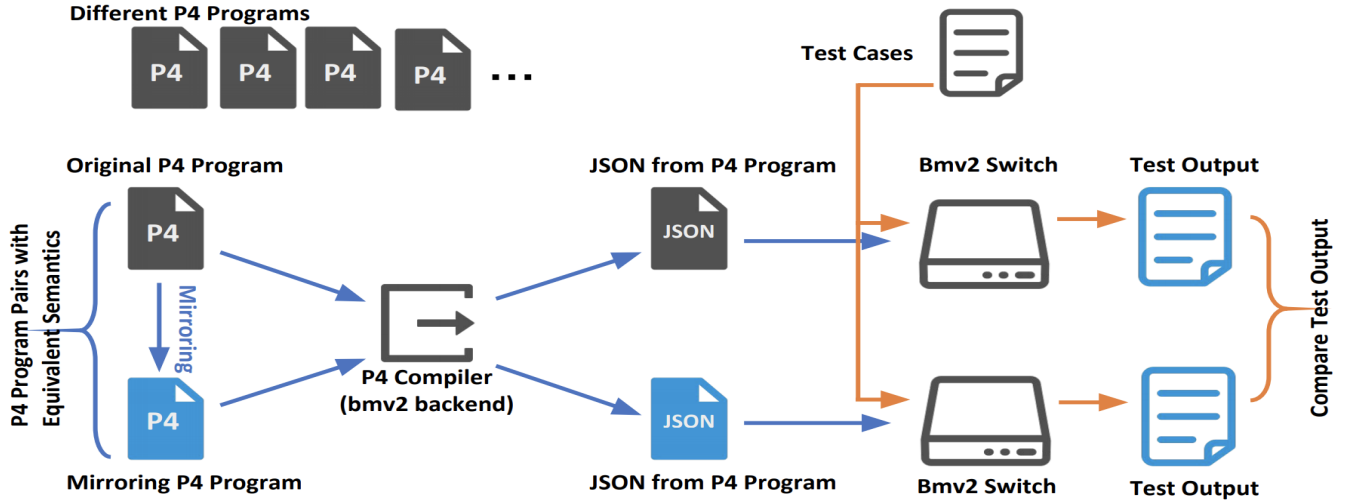 Different P4 Programs
P4
P4
P4
P4
...
Test Cases
Original P4 Program
JSON from P4 Program
Bmv2 Switch
Test Output
P4
JSON
P4 Program Pairs with
Equivalent Semantics
Mirroring
P4 Compiler
(bmv2 backend)
Compare Test Output
P4
JSON
Mirroring P4 Program
JSON from P4 Program
Bmv2 Switch
Test Output